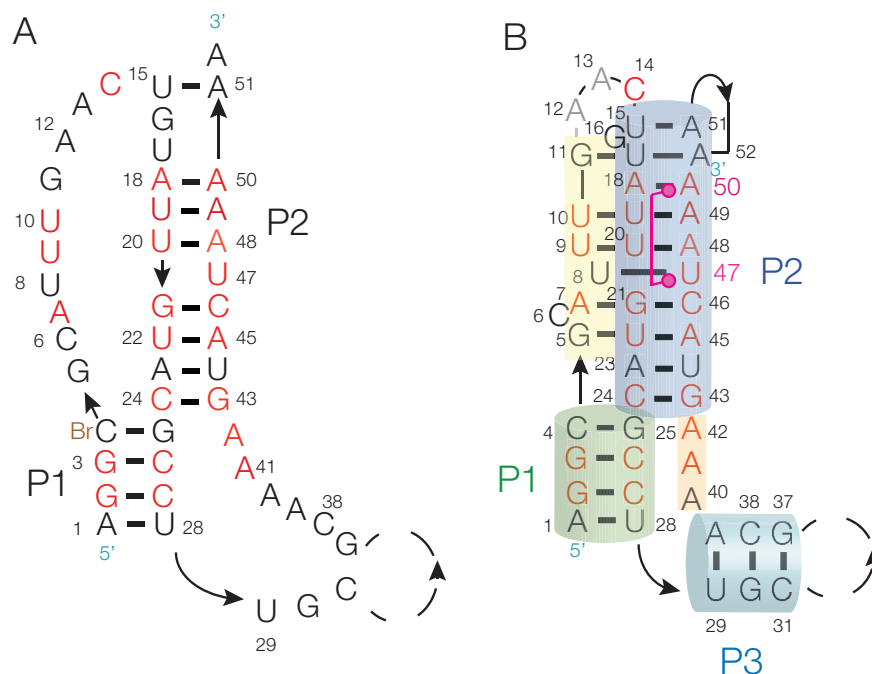 A
3'
A
A C 15 U A 51
G
12 A U
G 18 A A 50
10 U U A P2
U 20 U A 48
8 U U 47
A G C
6 C 22 U A 45
G A U
24 C G 43
Br C G A
3 G C A 41
P1 G C A A C 38
1 A U 28 G
5'
U G C
29
B
13
A 14
12 A C
15 U A 51
16 G
11 G U A 52
3'
18 A A 50
10 U U A 49
9 U 20 U A 48
8 U U 47 P2
7 A 21 G C 46
6 C
5 G U A 45
23 A U
24 C G 43
4 C G 25 A 42
P1 G C A
G C A 40
38 37
1 A U 28 A C G
5'
U G C
29 31
P3